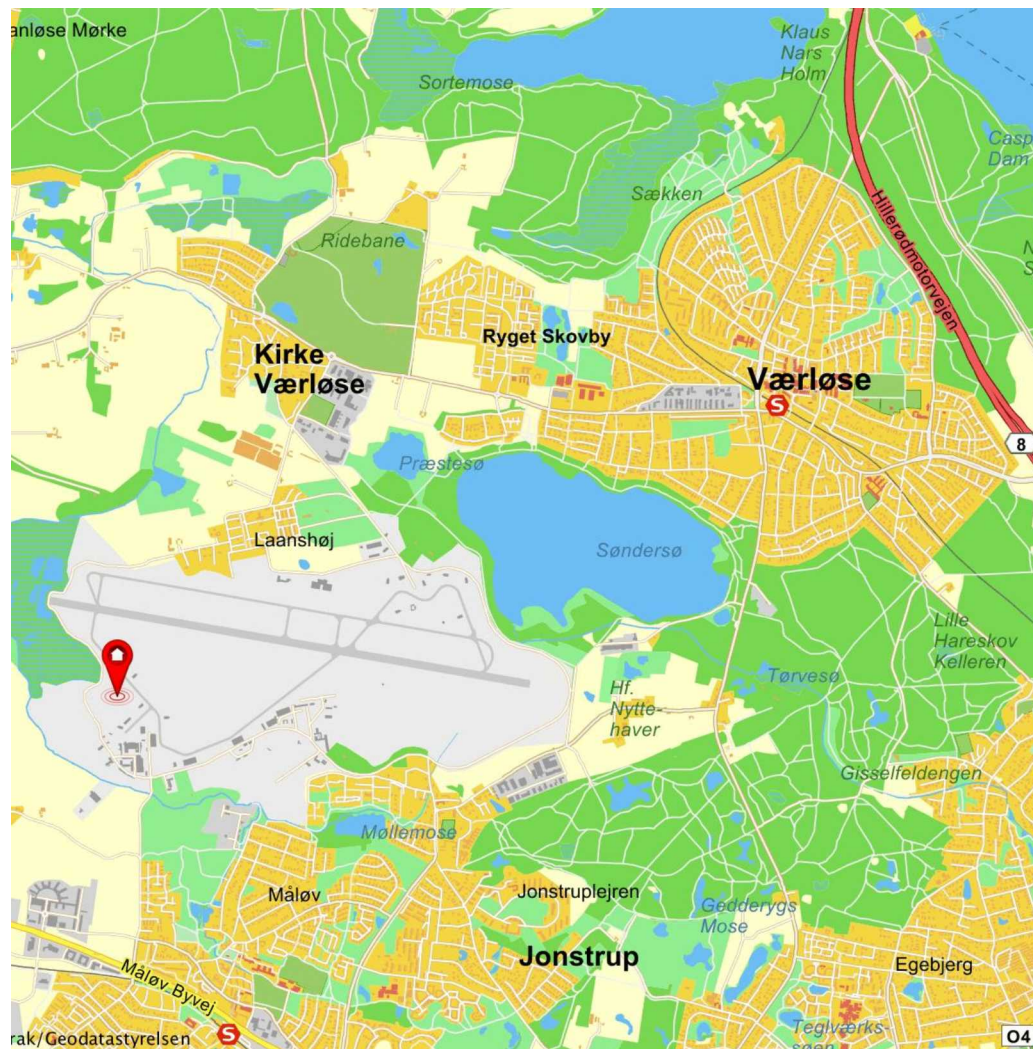 anløse Mørke
Klaus
Nars
Holm
Sortemose
Casp
Dam
Sækken
Hillerødmotorvejen
Ridebane
N
S
Ryget Skovby
Kirke
Værløse
Værløse
S
8
Præstesø
Laanshøj
Søndersø
Lille
Hareskov
Kelleren
Tørvesø
Hf.
Nytte-
haver
Gisselfeldengen
Møllemose
Måløv
Jonstruplejren
Gedderygs
Mose
Jonstrup
Egebjerg
Måløv Byvej
S
Teglværks-
søen
rak/Geodatastyrelsen
O4